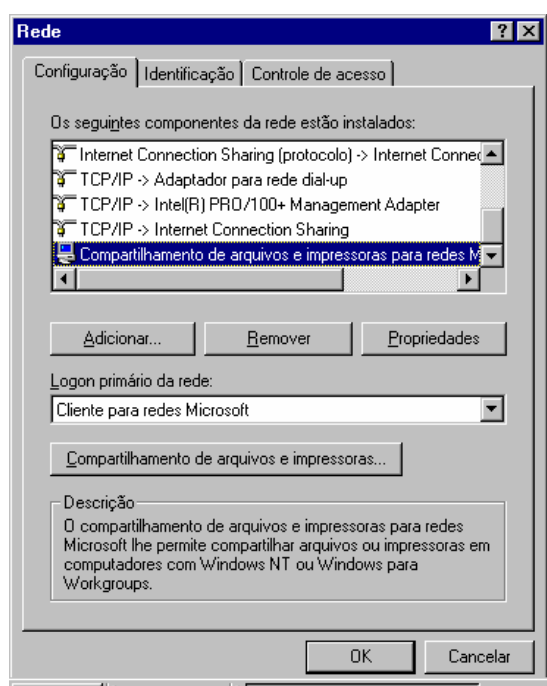 Rede
Configuração Identificação Controle de acesso
Os seguintes componentes da rede estão instalados:
Internet Connection Sharing (protocolo) -> Internet Connec
TCP/IP -> Adaptador para rede dial-up
TCP/IP -> Intel(R) PRO/100+ Management Adapter
TCP/IP -> Internet Connection Sharing
Compartilhamento de arquivos e impressoras para redes M
Adicionar... Remover Propriedades
Logon primário da rede:
Cliente para redes Microsoft
Compartilhamento de arquivos e impressoras...
Descrição
O compartilhamento de arquivos e impressoras para redes
Microsoft lhe permite compartilhar arquivos ou impressoras em
computadores com Windows NT ou Windows para
Workgroups.
OK Cancelar